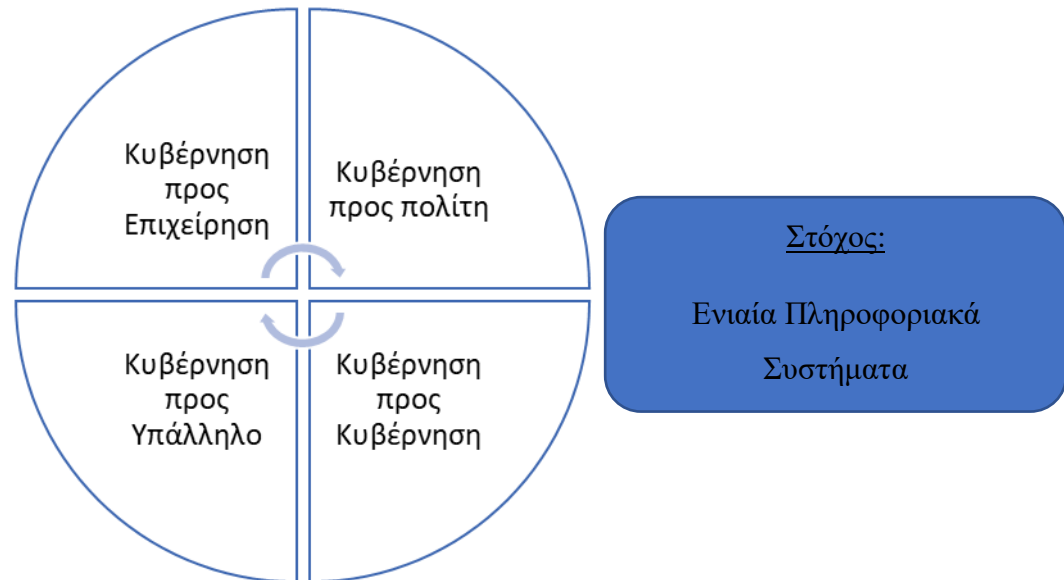 Κυβέρνηση
προς
Επιχείρηση
Κυβέρνηση
προς πολίτη
Κυβέρνηση
προς
Υπάλληλο
Κυβέρνηση
προς
Κυβέρνηση
Στόχος:
Ενιαία Πληροφοριακά
Συστήματα